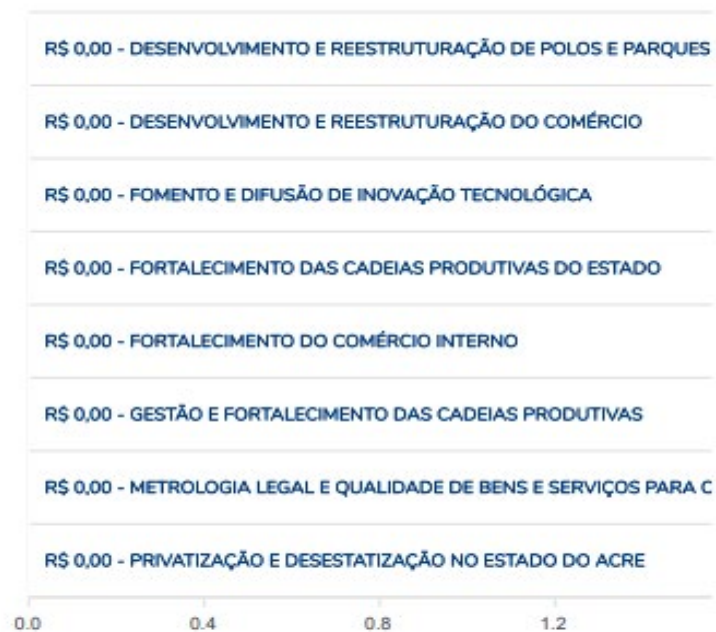 R$ 0,00 - DESENVOLVIMENTO E REESTRUTURAÇÃO DE POLOS E PARQUES
R$ 0,00 - DESENVOLVIMENTO E REESTRUTURAÇÃO DO COMÉRCIO
R$ 0,00 - FOMENTO E DIFUSÃO DE INOVAÇÃO TECNOLÓGICA
R$ 0,00 - FORTALECIMENTO DAS CADEIAS PRODUTIVAS DO ESTADO
R$ 0,00 - FORTALECIMENTO DO COMÉRCIO INTERNO
R$ 0,00 - GESTÃO E FORTALECIMENTO DAS CADEIAS PRODUTIVAS
R$ 0,00 - METROLOGIA LEGAL E QUALIDADE DE BENS E SERVIÇOS PARA C
R$ 0,00 - PRIVATIZAÇÃO E DESESTATIZAÇÃO NO ESTADO DO ACRE
0.0 0.4 0.8 1.2